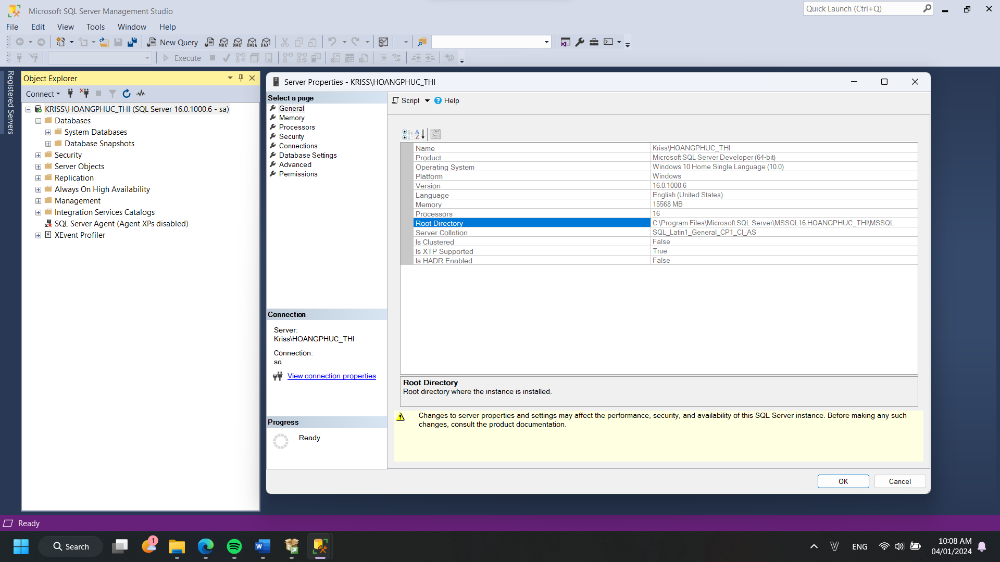 Microsoft SQL Server Management Studio
Quick Launch (Ctrl+Q)
File Edit View Tools Window Help
New Query MDX DMX XMLA DAX
Execute
Registered Servers
Object Explorer
Connect
KRISS\HOANGPHUC_THI (SQL Server 16.0.1000.6 - sa)
Databases
System Databases
Database Snapshots
Security
Server Objects
Replication
Always On High Availability
Management
Integration Services Catalogs
SQL Server Agent (Agent XPs disabled)
XEvent Profiler
Server Properties - KRISS\HOANGPHUC_THI
Select a page
General
Memory
Processors
Security
Connections
Database Settings
Advanced
Permissions
Connection
Server:
Kriss\HOANGPHUC_THI
Connection:
sa
View connection properties
Progress
Ready
Script Help
Name Kriss\HOANGPHUC_THI
Product Microsoft SQL Server Developer (64-bit)
Operating System Windows 10 Home Single Language (10.0)
Platform Windows
Version 16.0.1000.6
Language English (United States)
Memory 15568 MB
Processors 16
Root Directory C:\Program Files\Microsoft SQL Server\MSSQL16.HOANGPHUC_THI\MSSQL
Server Collation SQL_Latin1_General_CP1_CI_AS
Is Clustered False
Is XTP Supported True
Is HADR Enabled False
Root Directory
Root directory where the instance is installed.
Changes to server properties and settings may affect the performance, security, and availability of this SQL Server instance. Before making any such
changes, consult the product documentation.
OK Cancel
Ready
Search
1
V ENG
10:08 AM
04/01/2024